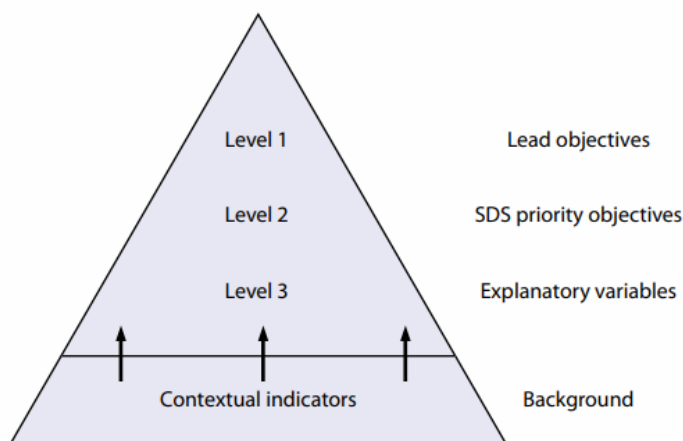 Level 1 Lead objectives
Level 2 SDS priority objectives
Level 3 Explanatory variables
Contextual indicators Background